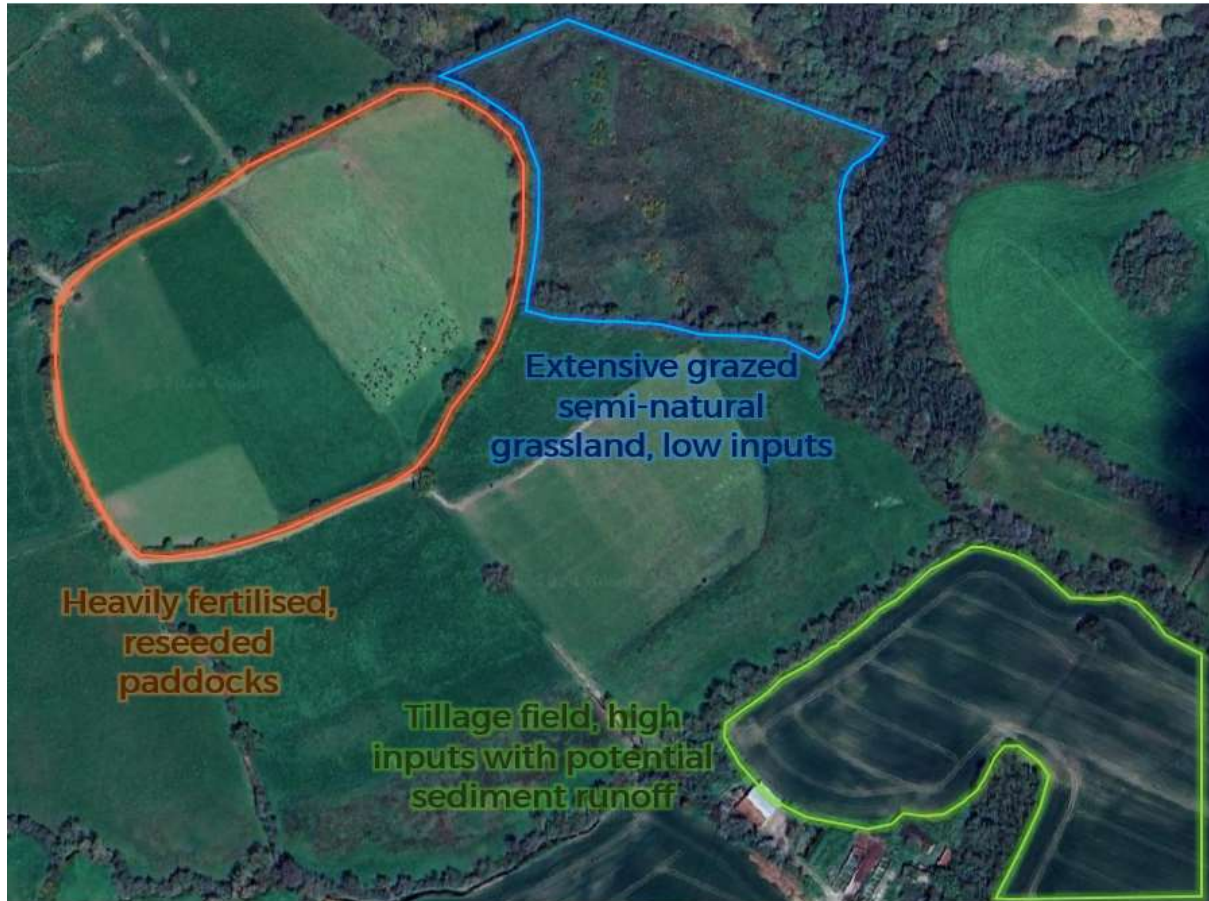 Extensive grazed
semi-natural
grassland, low inputs
Heavily fertilised,
reseeded
paddocks
Tillage field, high
inputs with potential
sediment runoff